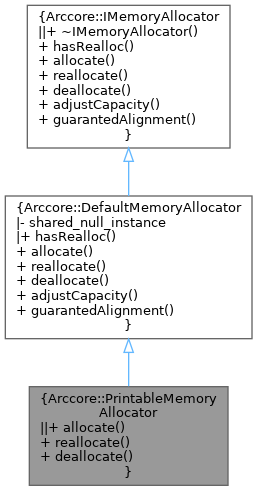 {Arccore::IMemoryAllocator
||+ ~IMemoryAllocator()
+ hasRealloc()
+ allocate()
+ reallocate()
+ deallocate()
+ adjustCapacity()
+ guarantedAlignment()
}
{Arccore::DefaultMemoryAllocator
|- shared_null_instance
|+ hasRealloc()
+ allocate()
+ reallocate()
+ deallocate()
+ adjustCapacity()
+ guarantedAlignment()
}
{Arccore::PrintableMemory
Allocator
||+ allocate()
+ reallocate()
+ deallocate()
}